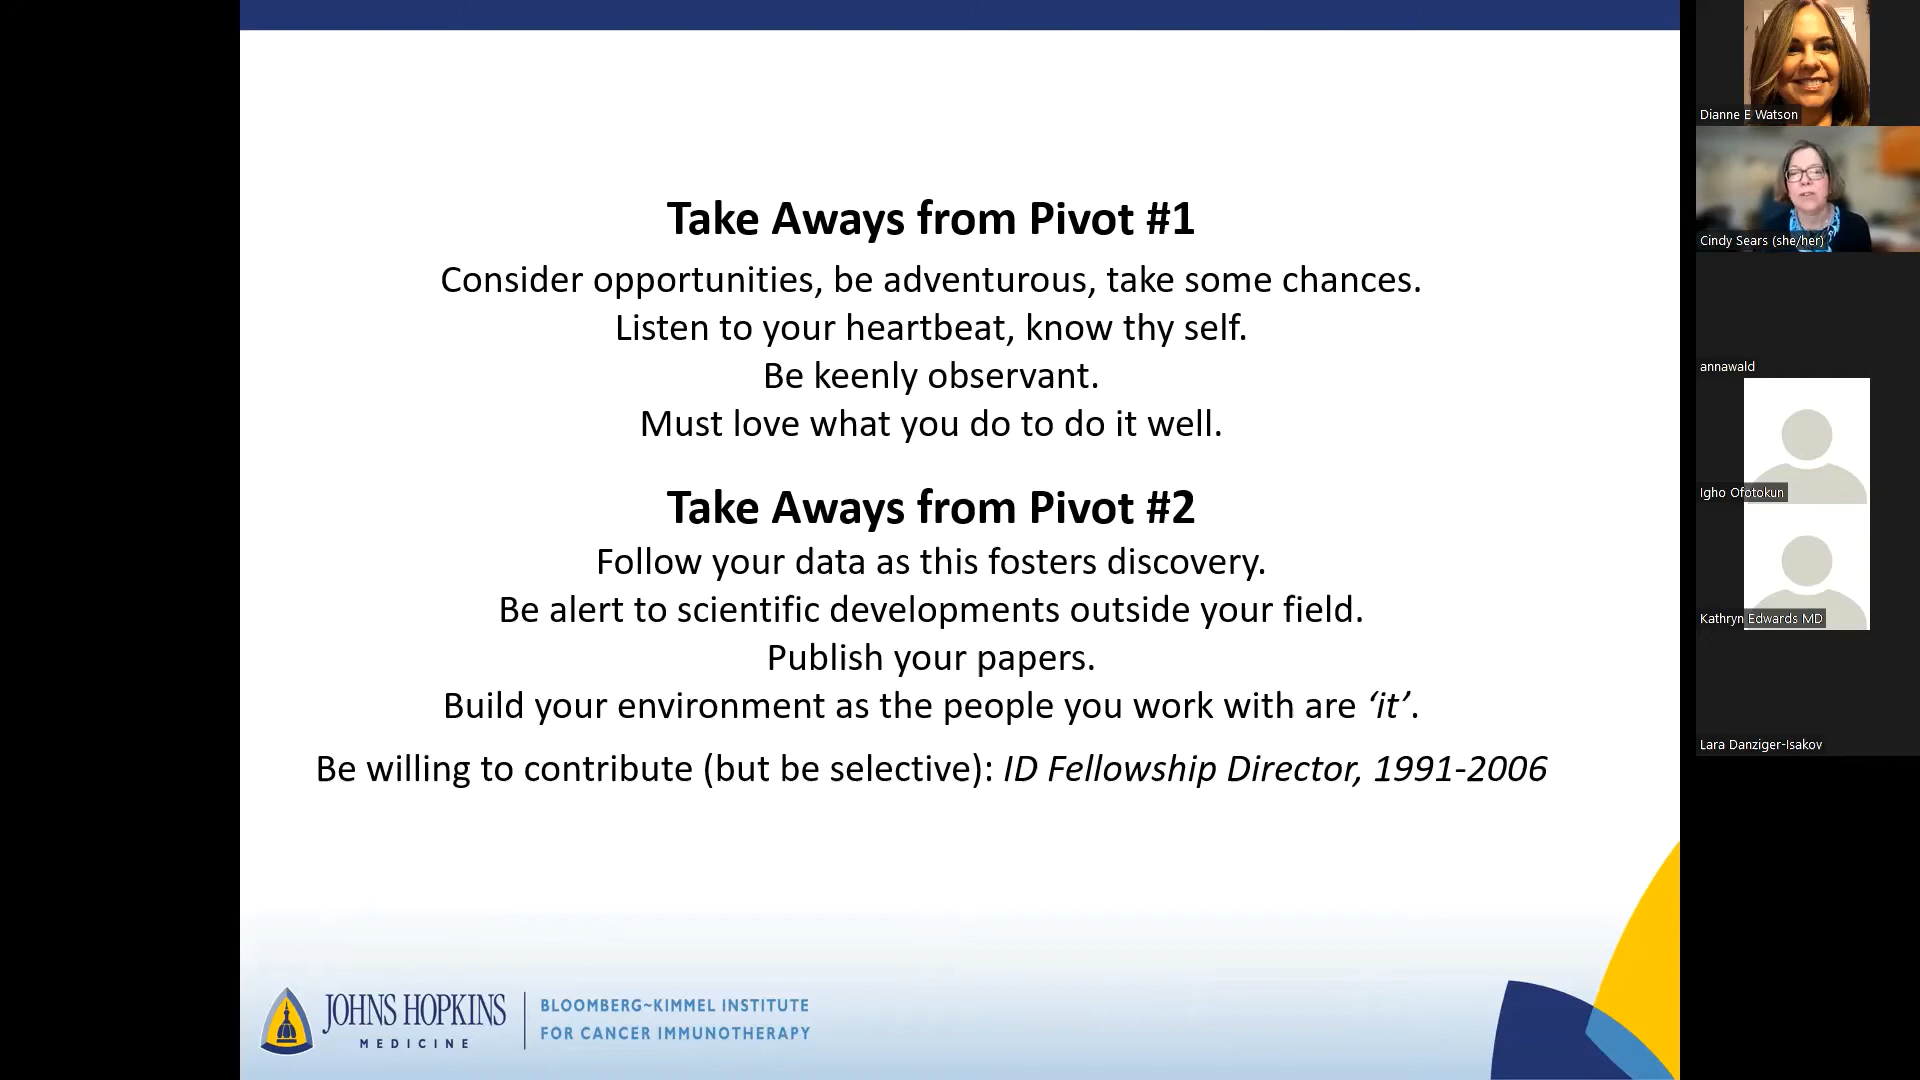 Take Aways from Pivot #1
Consider opportunities, be adventurous, take some chances.
Listen to your heartbeat, know thy self.
Be keenly observant.
Must love what you do to do it well.
Take Aways from Pivot #2
Follow your data as this fosters discovery.
Be alert to scientific developments outside your field.
Publish your papers.
Build your environment as the people you work with are ‘it’.
Be willing to contribute (but be selective): ID Fellowship Director, 1991-2006
JOHNS HOPKINS
MEDICINE
BLOOMBERG~KIMMEL INSTITUTE
FOR CANCER IMMUNOTHERAPY
Dianne E Watson
Cindy Sears (she/her)
annawald
Igho Ofotokun
Kathryn Edwards MD
Lara Danziger-Isakov